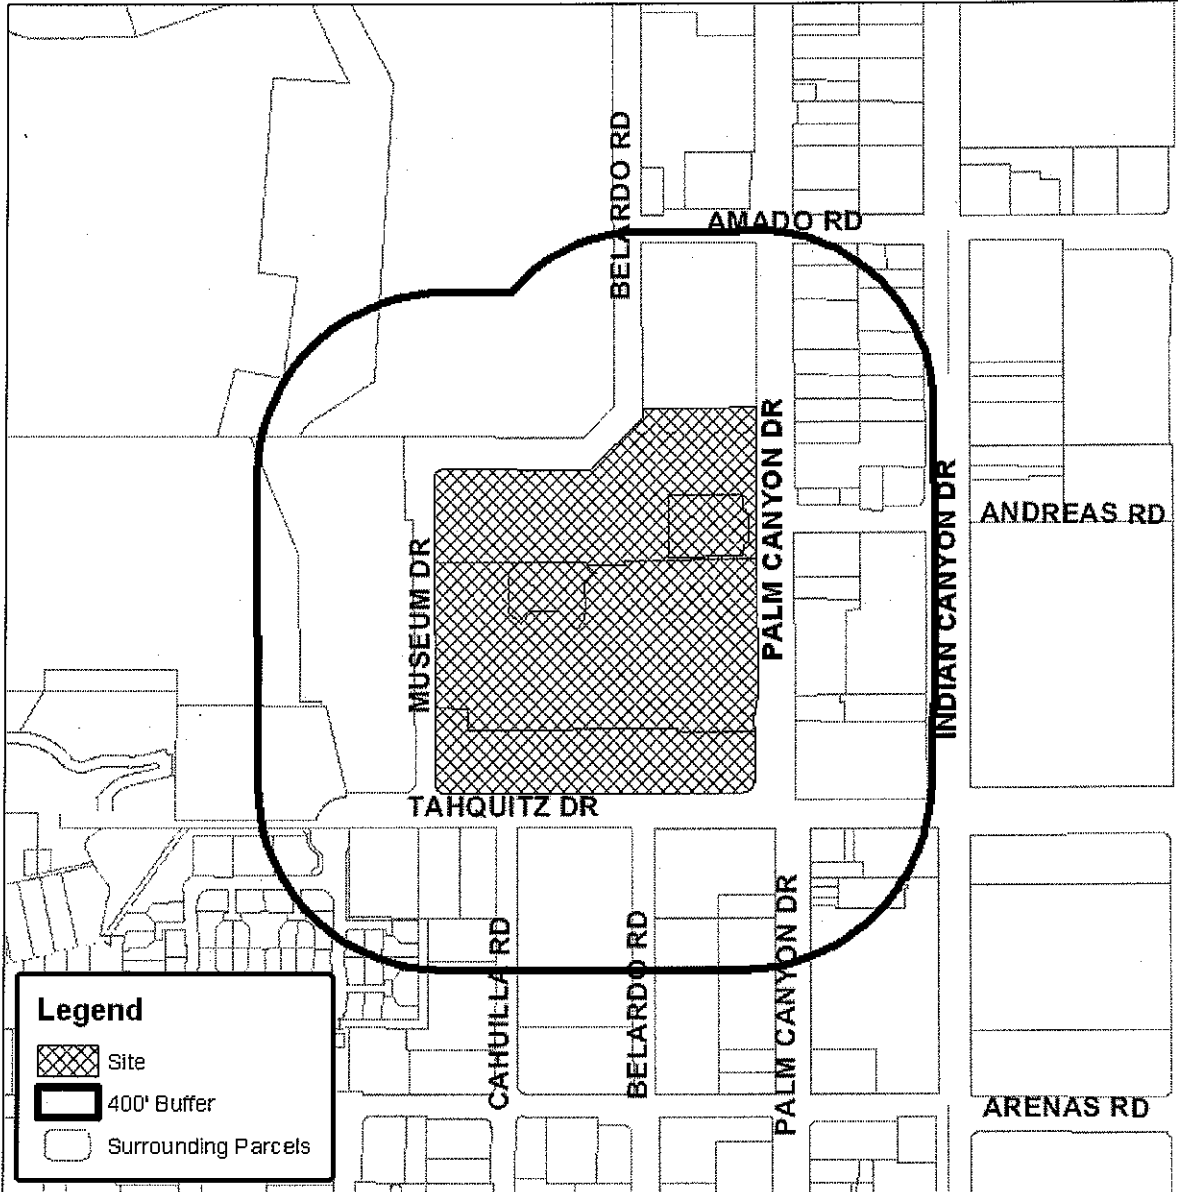 BELARDO RD
AMADO RD
PALM CANYON DR
INDIAN CANYON DR
ANDREAS RD
MUSEUM DR
TAHQUITZ DR
CAHUILLA RD
BELARDO RD
PALM CANYON DR
ARENAS RD
Legend
Site
400' Buffer
Surrounding Parcels